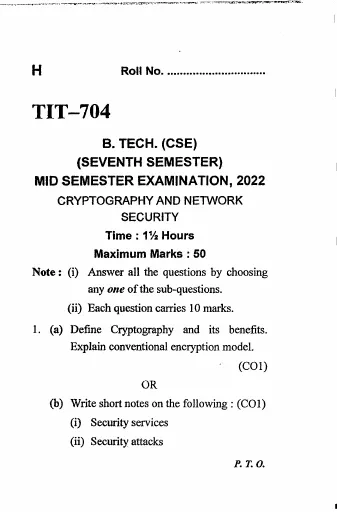 H Roll No. ...............................
TIT–704
B. TECH. (CSE)
(SEVENTH SEMESTER)
MID SEMESTER EXAMINATION, 2022
CRYPTOGRAPHY AND NETWORK
SECURITY
Time : 1½ Hours
Maximum Marks : 50
Note : (i) Answer all the questions by choosing
any one of the sub-questions.
(ii) Each question carries 10 marks.
1. (a) Define Cryptography and its benefits.
Explain conventional encryption model.
(CO1)
OR
(b) Write short notes on the following : (CO1)
(i) Security services
(ii) Security attacks
P. T. O.